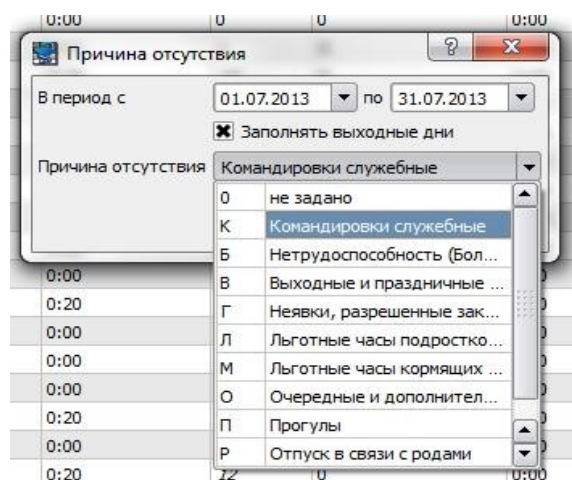 0:00 0 0 0:00
Причина отсутствия
В период с 01.07.2013 по 31.07.2013
Заполнять выходные дни
Причина отсутствия Командировки служебные
0 не задано
К Командировки служебные
Б Нетрудоспособность (Бол...
0:00 В Выходные и праздничные ...
0:20 Г Неявки, разрешенные зак...
0:00 Л Льготные часы подростко...
0:00 М Льготные часы кормящих ...
0:00 О Очередные и дополнител...
0:20 П Прогулы
0:00 Р Отпуск в связи с родами
0:20 12 0 0:00